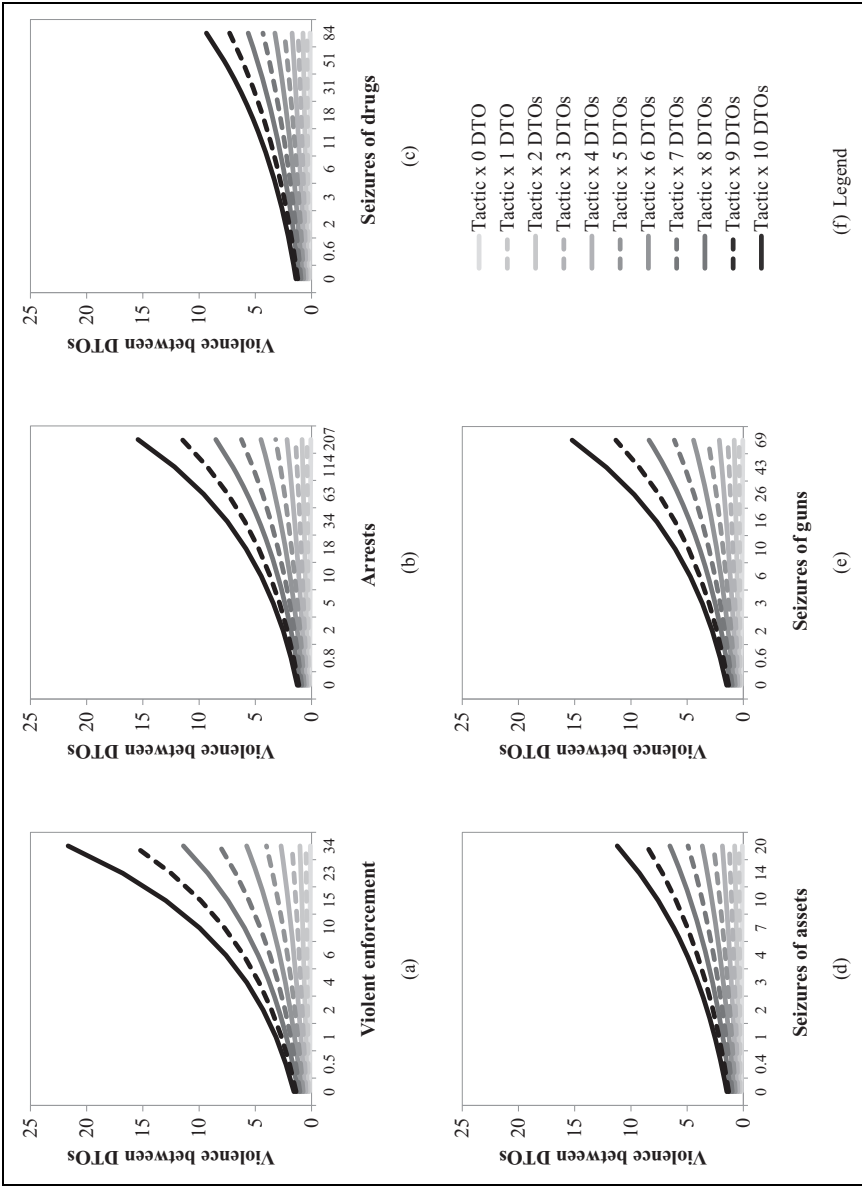 25
20
15
10
5
0
Violence between DTOs
0 0.5 1 2 4 6 10 15 23 34
Violent enforcement
(a)
25
20
15
10
5
0
Violence between DTOs
0 0.8 2 5 10 18 34 63 114 207
Arrests
(b)
25
20
15
10
5
0
Violence between DTOs
0 0.6 2 3 6 11 18 31 51 84
Seizures of drugs
(c)
25
20
15
10
5
0
Violence between DTOs
0 0.4 1 2 3 4 7 10 14 20
Seizures of assets
(d)
25
20
15
10
5
0
Violence between DTOs
0 0.6 2 3 6 10 16 26 43 69
Seizures of guns
(e)
Tactic x 0 DTO
Tactic x 1 DTO
Tactic x 2 DTOs
Tactic x 3 DTOs
Tactic x 4 DTOs
Tactic x 5 DTOs
Tactic x 6 DTOs
Tactic x 7 DTOs
Tactic x 8 DTOs
Tactic x 9 DTOs
Tactic x 10 DTOs
(f) Legend